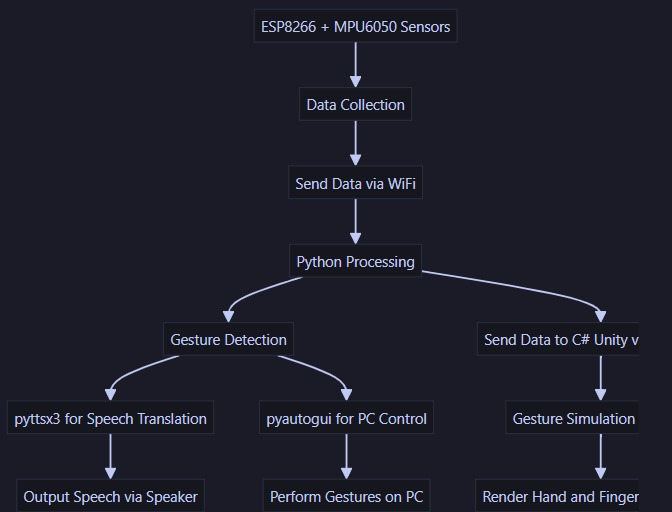 ESP8266 + MPU6050 Sensors
Data Collection
Send Data via WiFi
Python Processing
Gesture Detection
Send Data to C# Unity v
pyttsx3 for Speech Translation
pyautogui for PC Control
Gesture Simulation
Output Speech via Speaker
Perform Gestures on PC
Render Hand and Finger